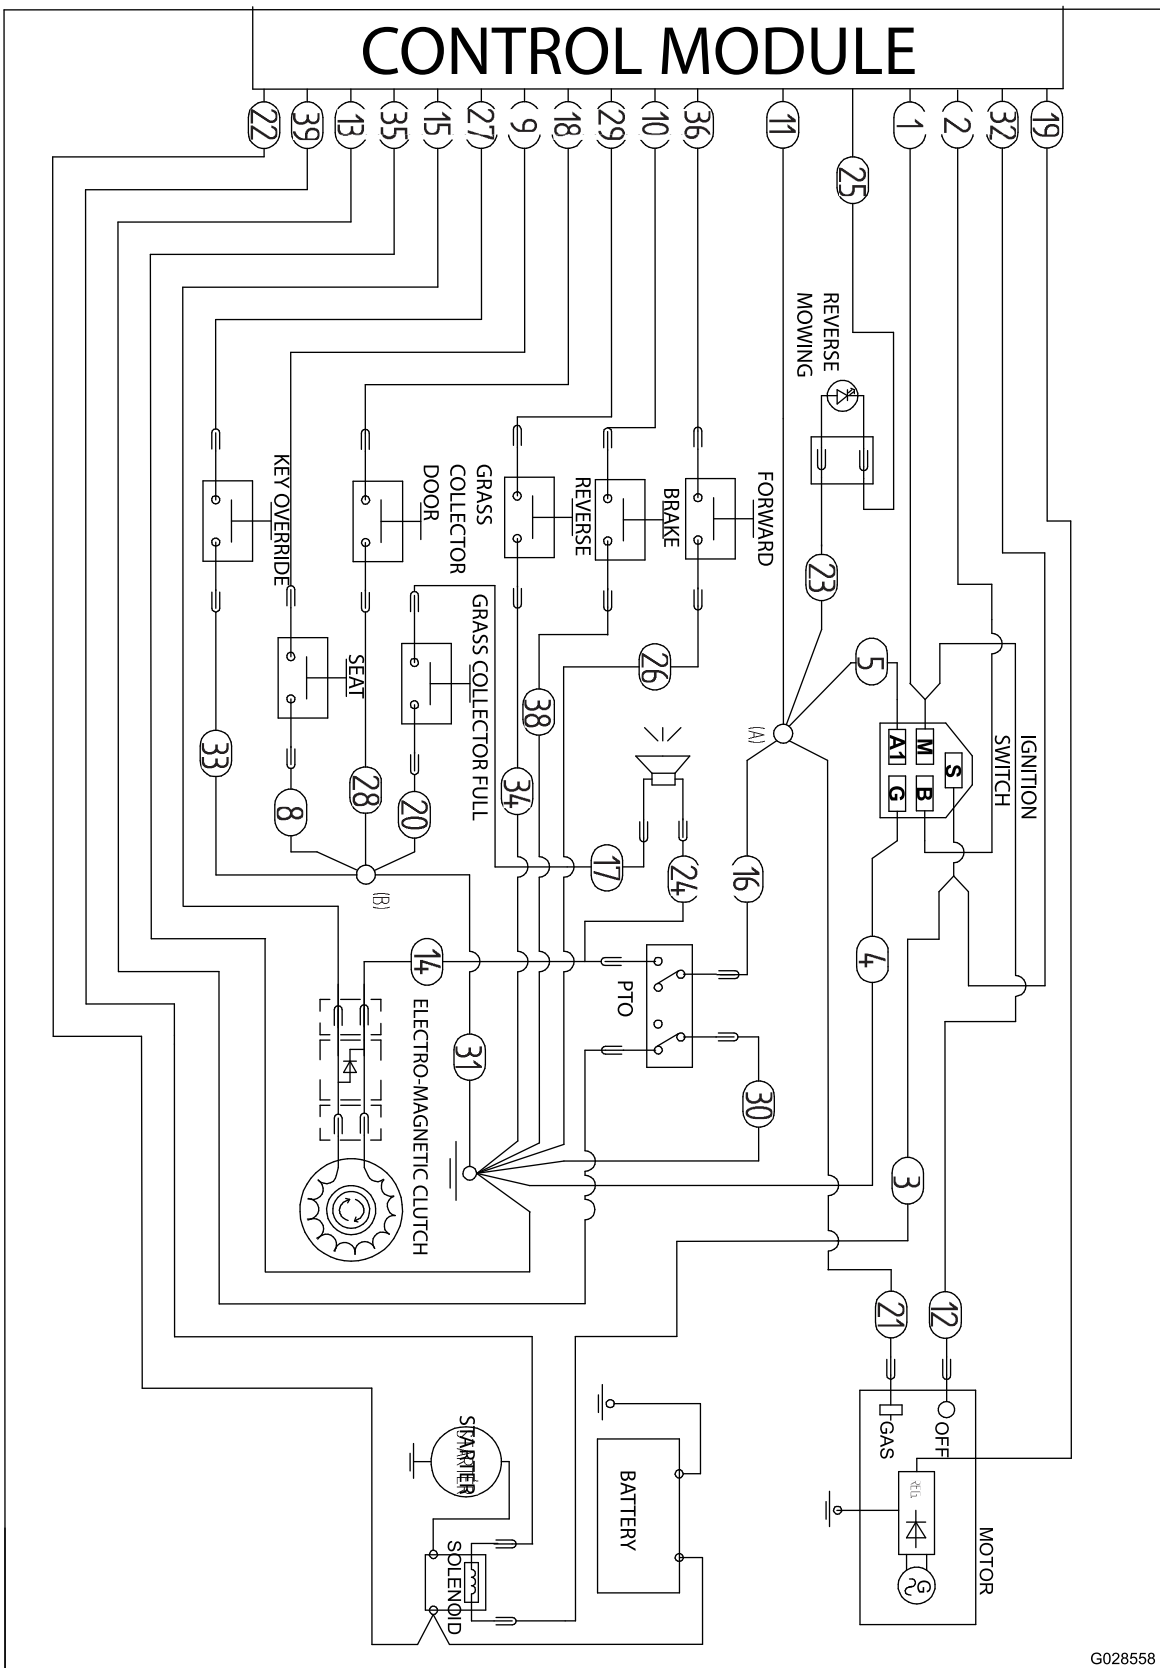 CONTROL MODULE
22
39
13
35
15
27
9
18
29
10
36
11
25
1
2
32
19
REVERSE
MOWING
KEY OVERRIDE
GRASS
COLLECTOR
DOOR
REVERSE
BRAKE
FORWARD
23
SEAT
GRASS COLLECTOR FULL
26
5
38
33
8
28
20
34
(A)
IGNITION
SWITCH
A1
M
S
G
B
17
24
16
(B)
14
PTO
4
31
30
ELECTRO-MAGNETIC CLUTCH
3
21
12
GAS
OFF
STARTER
BATTERY
REG
G
MOTOR
SOLENOID
G028558